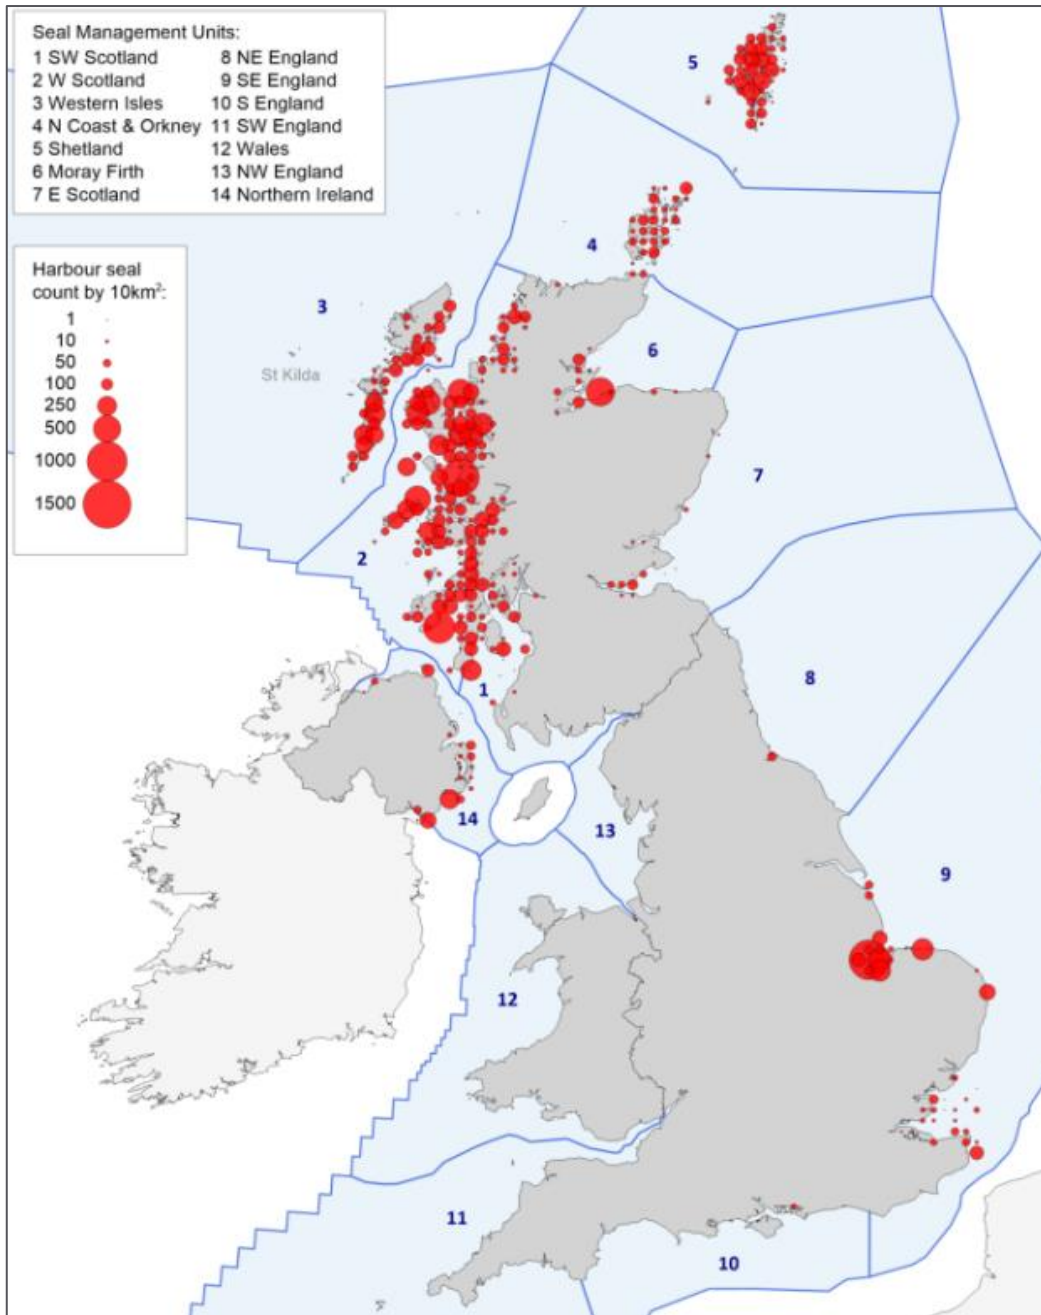 Seal Management Units:
1 SW Scotland 8 NE England
2 W Scotland 9 SE England
3 Western Isles 10 S England
4 N Coast & Orkney 11 SW England
5 Shetland 12 Wales
6 Moray Firth 13 NW England
7 E Scotland 14 Northern Ireland
5
4
Harbour seal
count by 10km²:
1
10
50
100
250
500
1000
1500
3
St Kilda
6
7
2
1
8
14
13
9
12
11
10